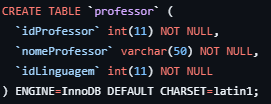 CREATE TABLE `professor` (
  `idProfessor` int(11) NOT NULL,
  `nomeProfessor` varchar(50) NOT NULL,
  `idLinguagem` int(11) NOT NULL
) ENGINE=InnoDB DEFAULT CHARSET=latin1;